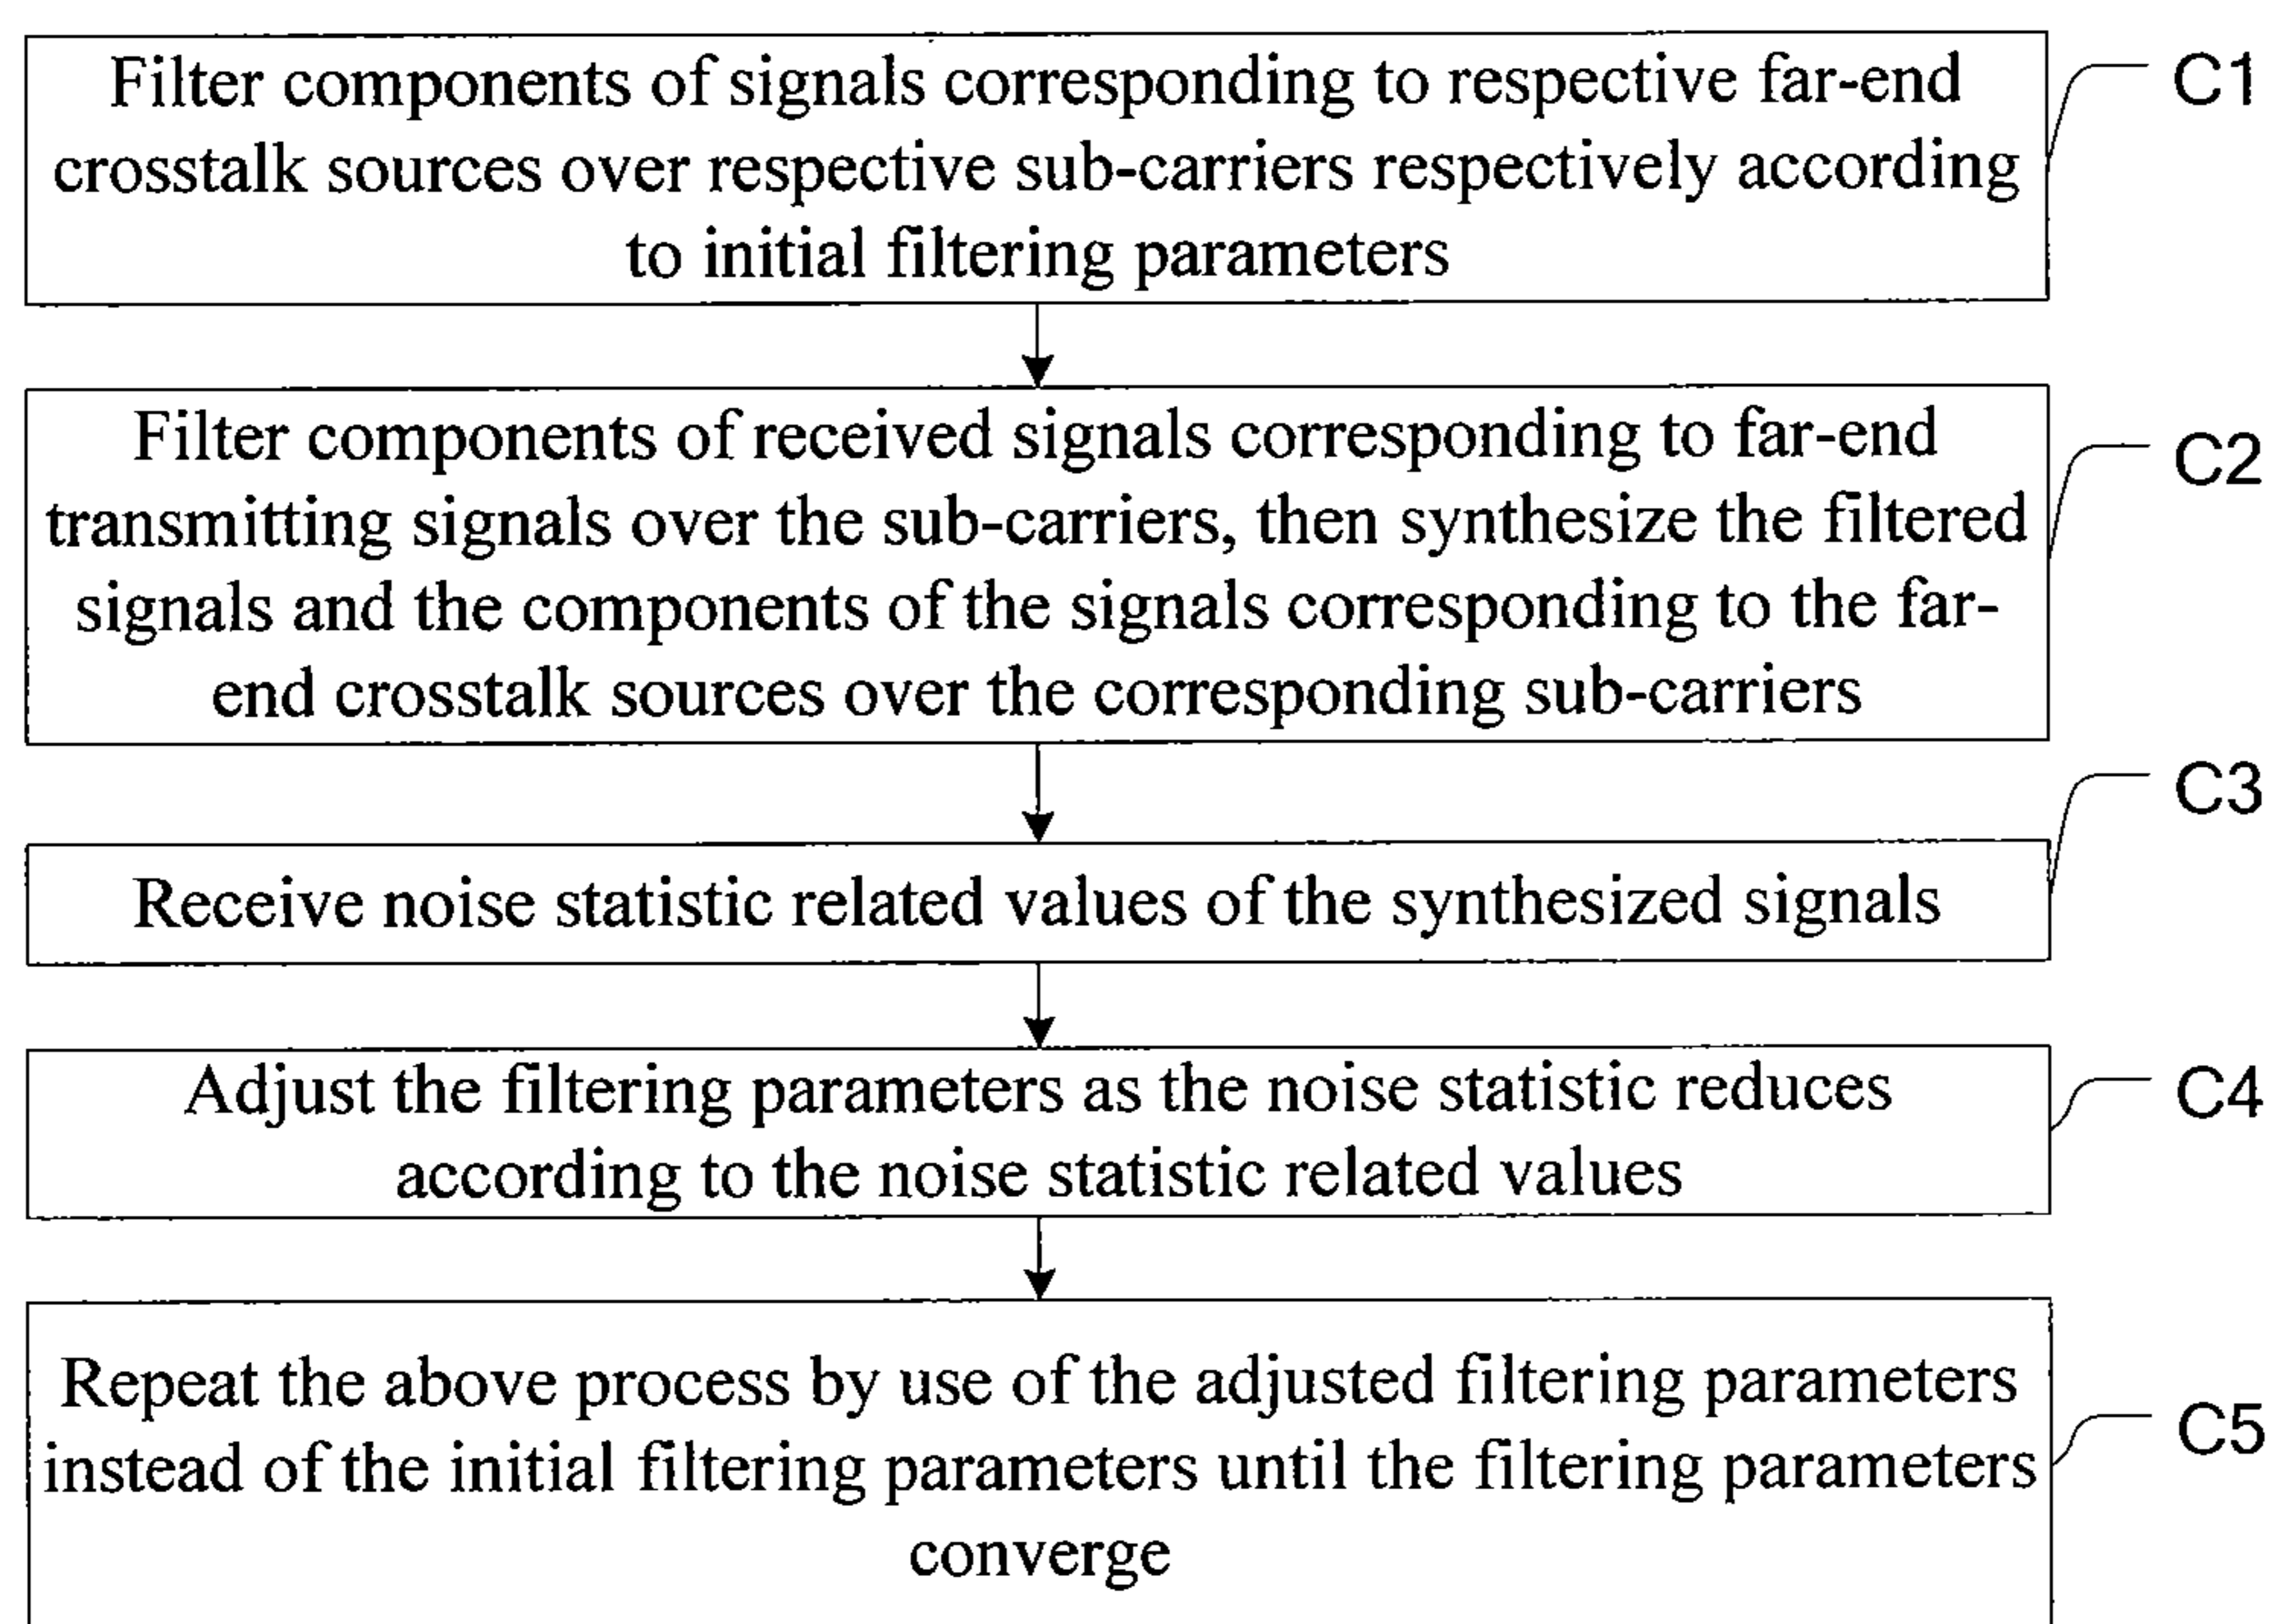 Filter components of signals corresponding to respective far-end
C1
crosstalk sources over respective sub-carriers respectively according
to initial filtering parameters
Filter components of received signals corresponding to far-end
C2
transmitting signals over the sub-carriers, then synthesize the filtered
signals and the components of the signals corresponding to the far-
end crosstalk sources over the corresponding sub-carriers
C3
Receive noise statistic related values of the synthesized signals
Adjust the filtering parameters as the noise statistic reduces
C4
according to the noise statistic related values
Repeat the above process by use of the adjusted filtering parameters
C5
instead of the initial filtering parameters until the filtering parameters
converge